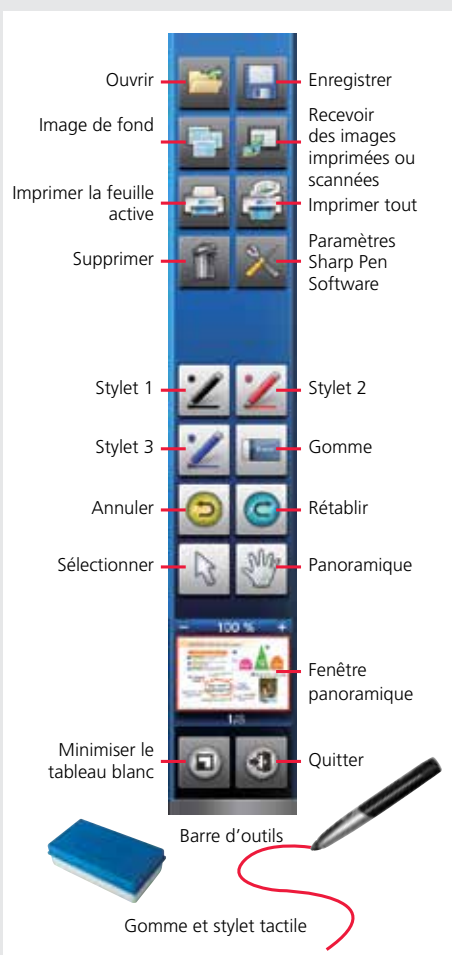 Ouvrir
Enregistrer
Image de fond
Recevoir
des images
imprimées ou
scannées
Imprimer la feuille
active
Imprimer tout
Supprimer
Paramètres
Sharp Pen
Software
Stylet 1
Stylet 2
Stylet 3
Gomme
Annuler
Rétablir
Sélectionner
Panoramique
100 %
Fenêtre
panoramique
Minimiser le
tableau blanc
Quitter
Barre d’outils
Gomme et stylet tactile